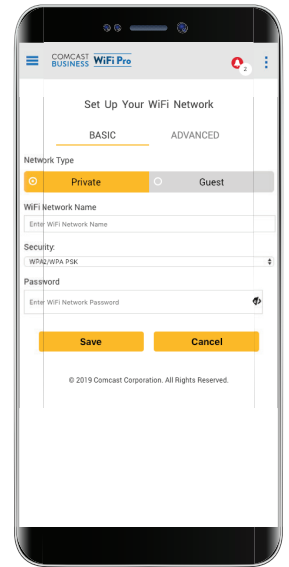 COMCAST
BUSINESS WiFi Pro
2
Set Up Your WiFi Network
BASIC ADVANCED
Network Type
Private Guest
WiFi Network Name
Enter WiFi Network Name
Security:
WPA2/WPA PSK
Password
Enter WiFi Network Password
Save Cancel
© 2019 Comcast Corporation. All Rights Reserved.